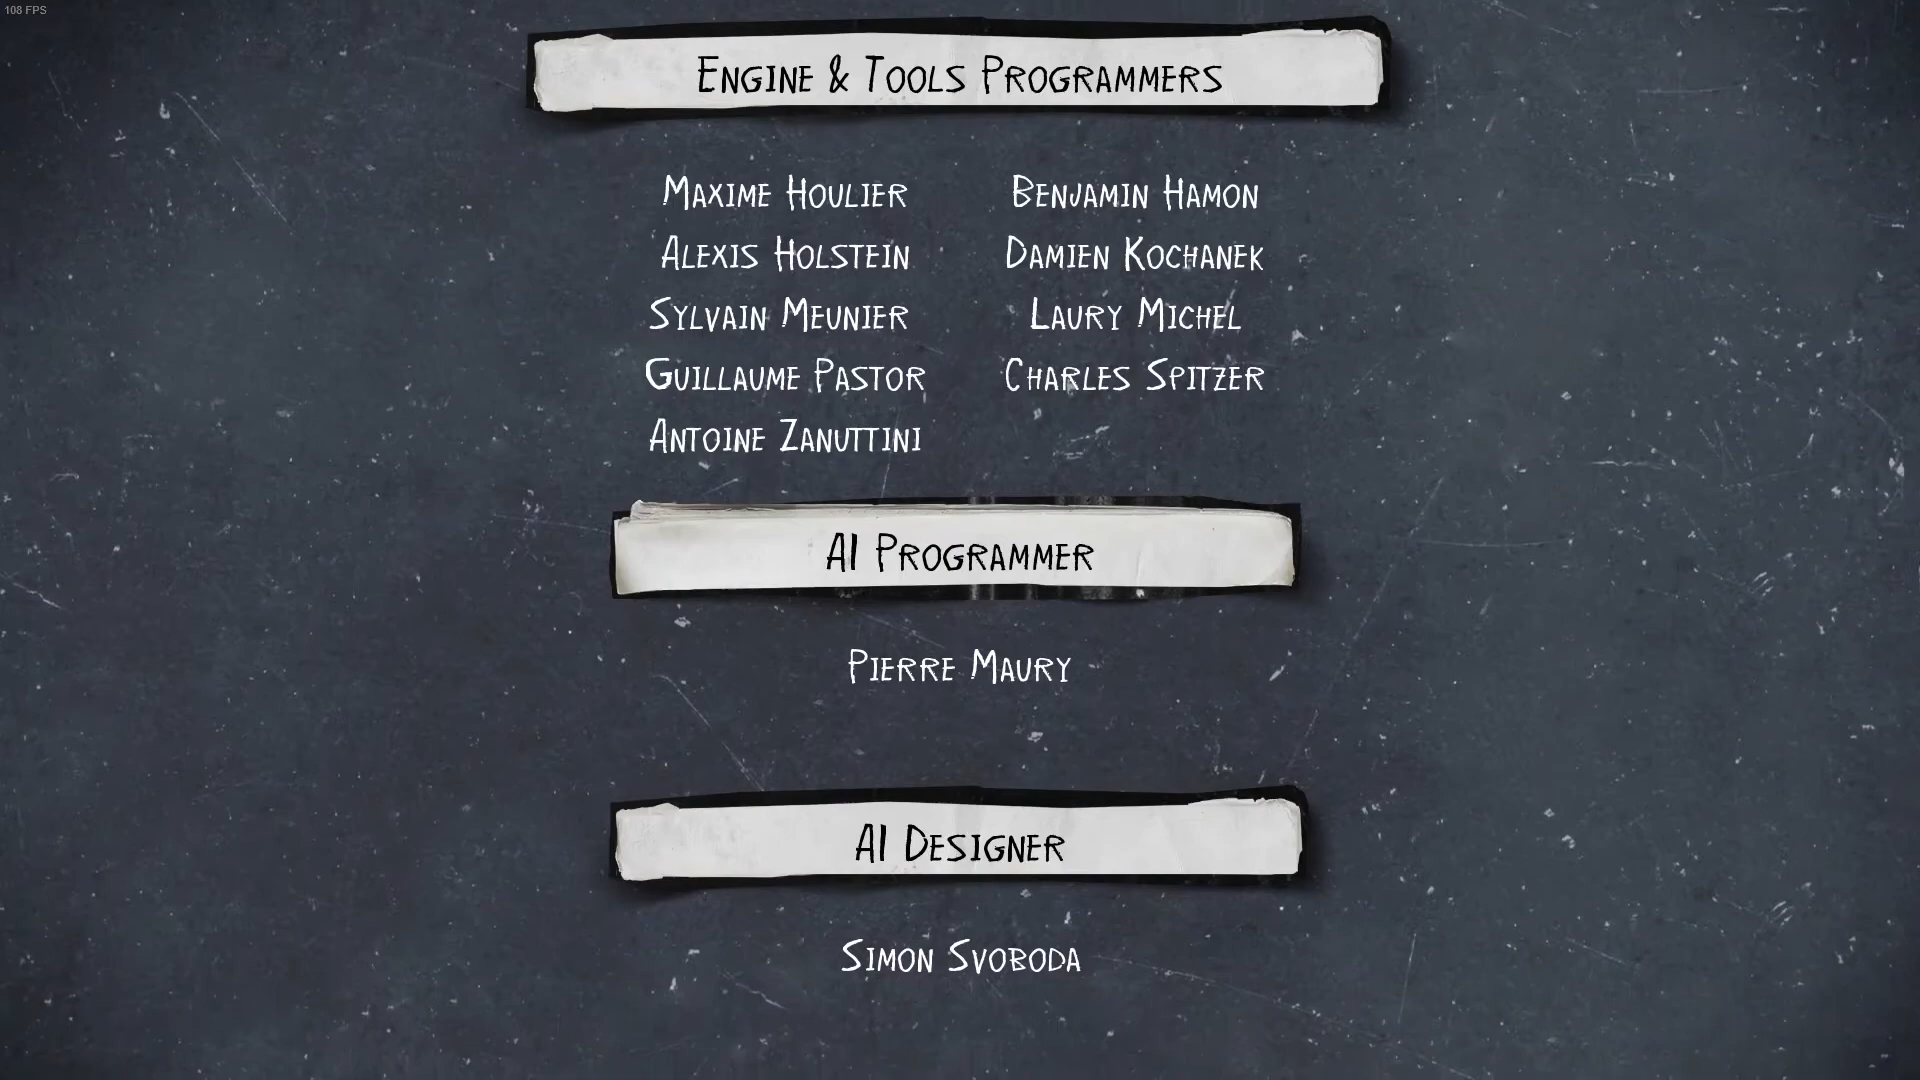 108 FPS
Engine & Tools Programmers
Maxime Houlier Benjamin Hamon
Alexis Holstein Damien Kochanek
Sylvain Meunier Laury Michel
Guillaume Pastor Charles Spitzer
Antoine Zanuttini
AI Programmer
Pierre Maury
AI Designer
Simon Svoboda